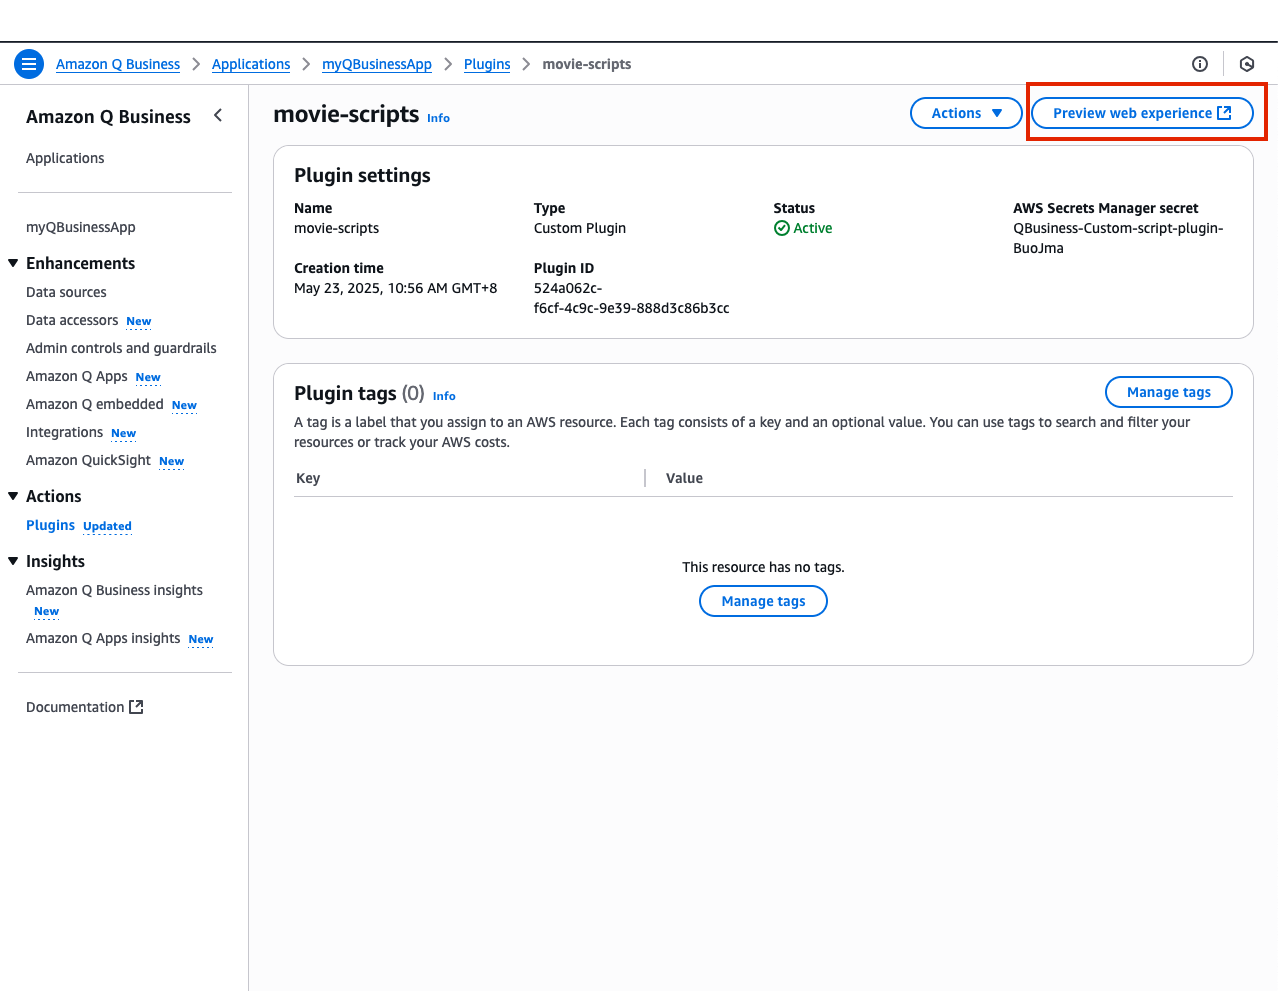 Amazon Q Business
Applications
myQBusinessApp
Plugins
movie-scripts
Amazon Q Business
Applications
myQBusinessApp
Enhancements
Data sources
Data accessors New
Admin controls and guardrails
Amazon Q Apps New
Amazon Q embedded New
Integrations New
Amazon QuickSight New
Actions
Plugins Updated
Insights
Amazon Q Business insights
New
Amazon Q Apps insights New
Documentation
movie-scripts Info
Actions
Preview web experience
Plugin settings
Name
movie-scripts
Type
Custom Plugin
Status
Active
AWS Secrets Manager secret
QBusiness-Custom-script-plugin-
BuoJma
Creation time
May 23, 2025, 10:56 AM GMT+8
Plugin ID
524a062c-
f6cf-4c9c-9e39-888d3c86b3cc
Plugin tags (0) Info
Manage tags
A tag is a label that you assign to an AWS resource. Each tag consists of a key and an optional value. You can use tags to search and filter your
resources or track your AWS costs.
Key
Value
This resource has no tags.
Manage tags